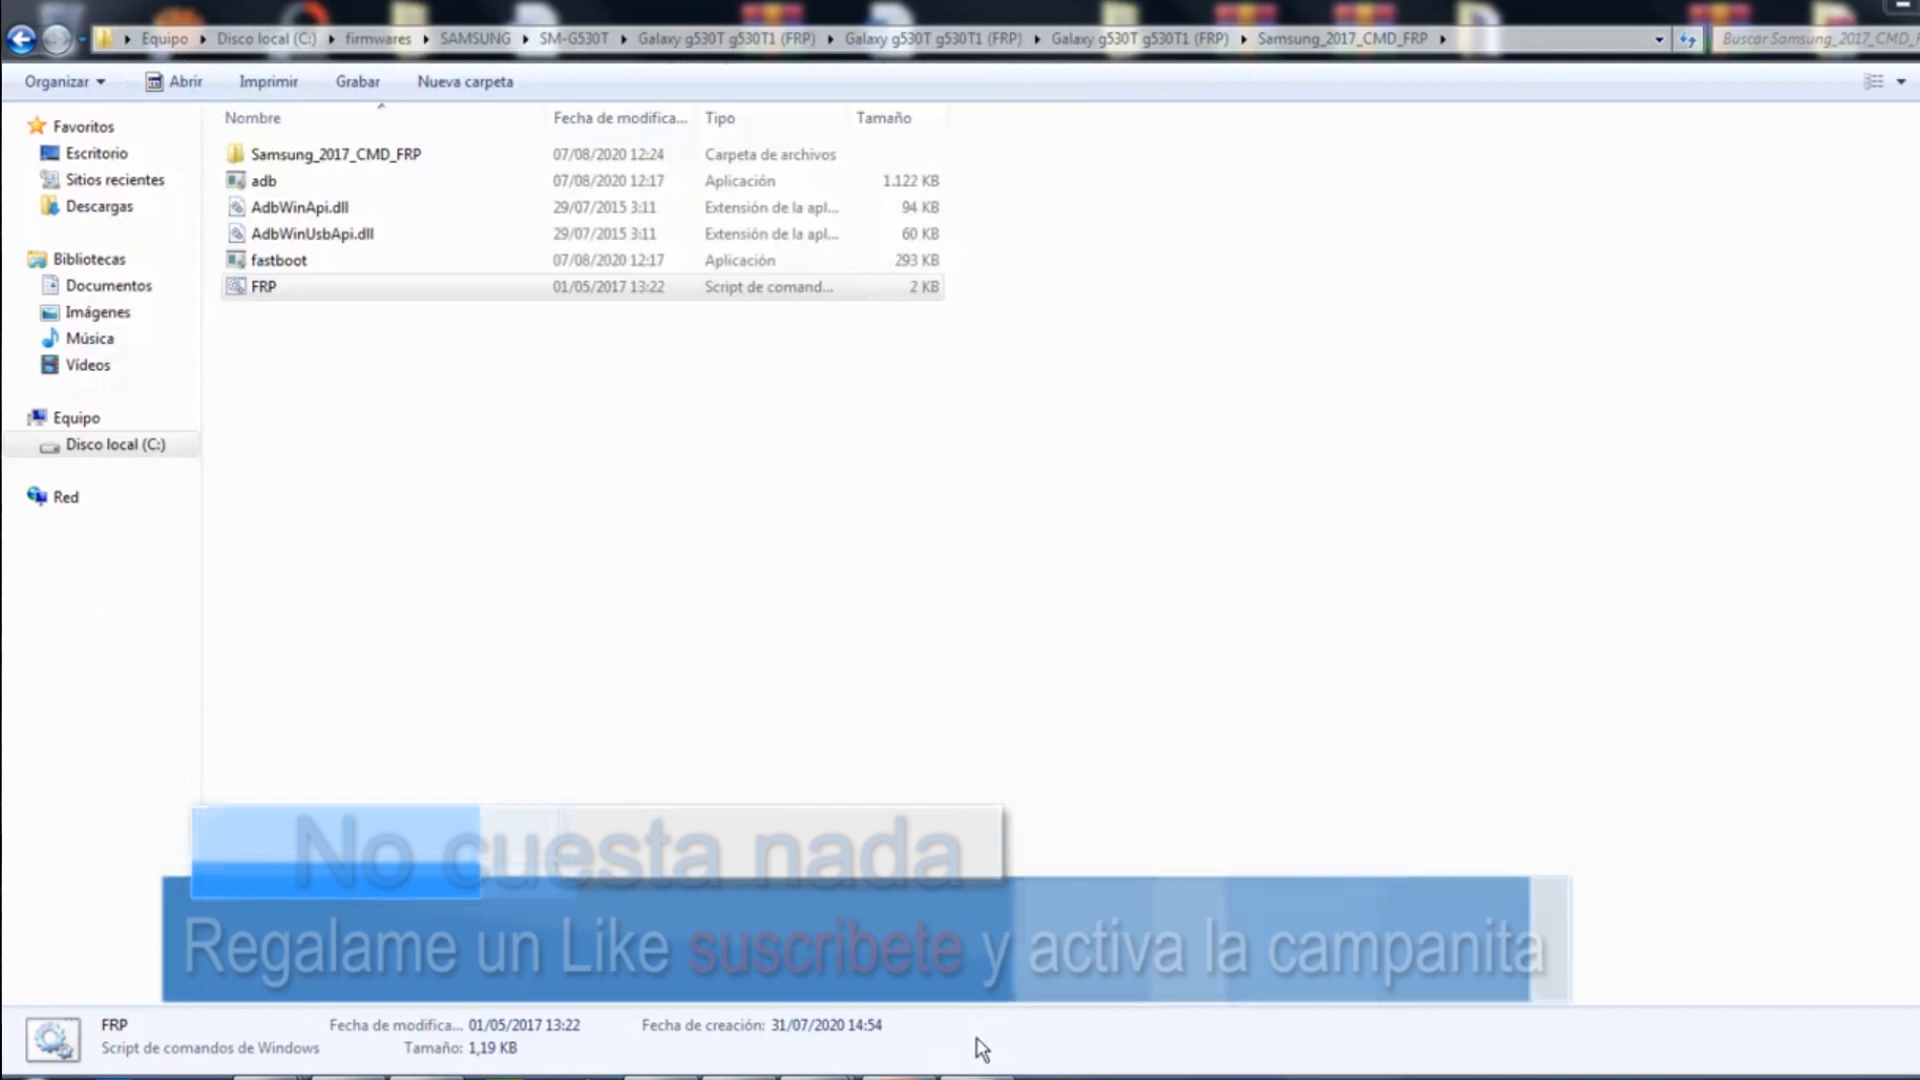 Equipo Disco local (C:) firmwares SAMSUNG SM-G530T Galaxy g530T g530T1 (FRP) Galaxy g530T g530T1 (FRP) Galaxy g530T g530T1 (FRP) Samsung_2017_CMD_FRP Buscar Samsung_2017_CMD_F
Organizar Abrir Imprimir Grabar Nueva carpeta
Nombre Fecha de modifica... Tipo Tamaño
Favoritos
Escritorio
Sitios recientes
Descargas
Bibliotecas
Documentos
Imágenes
Música
Vídeos
Equipo
Disco local (C:)
Red
Samsung_2017_CMD_FRP 07/08/2020 12:24 Carpeta de archivos
adb 07/08/2020 12:17 Aplicación 1.122 KB
AdbWinApi.dll 29/07/2015 3:11 Extensión de la apl... 94 KB
AdbWinUsbApi.dll 29/07/2015 3:11 Extensión de la apl... 60 KB
fastboot 07/08/2020 12:17 Aplicación 293 KB
FRP 01/05/2017 13:22 Script de comand... 2 KB
No cuesta nada
Regalame un Like suscribete y activa la campanita
FRP Fecha de modifica... 01/05/2017 13:22 Fecha de creación: 31/07/2020 14:54
Script de comandos de Windows Tamaño: 1,19 KB